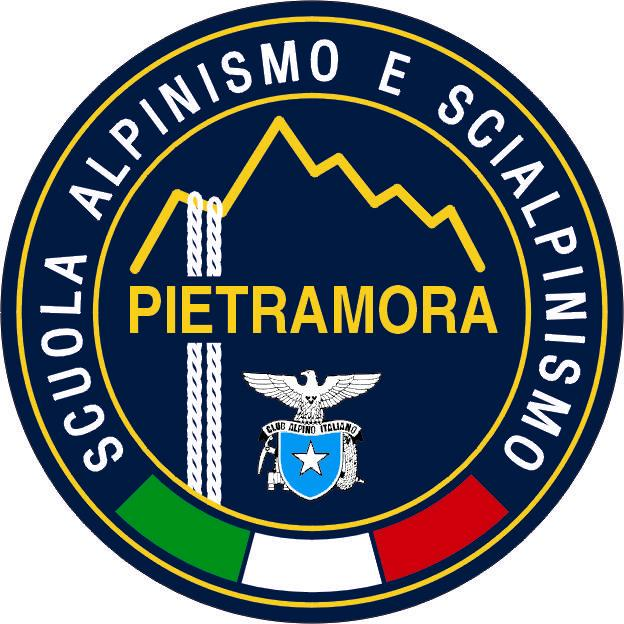 SCUOLA ALPINISMO E SCIALPINISMO
PIETRAMORA
CLUB ALPINO ITALIANO